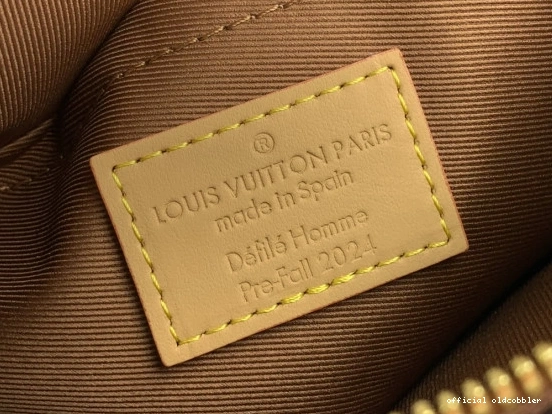 ®
LOUIS VUITTON PARIS
made in Spain
Défilé Homme
Pre-Fall 2024
official oldcobbler